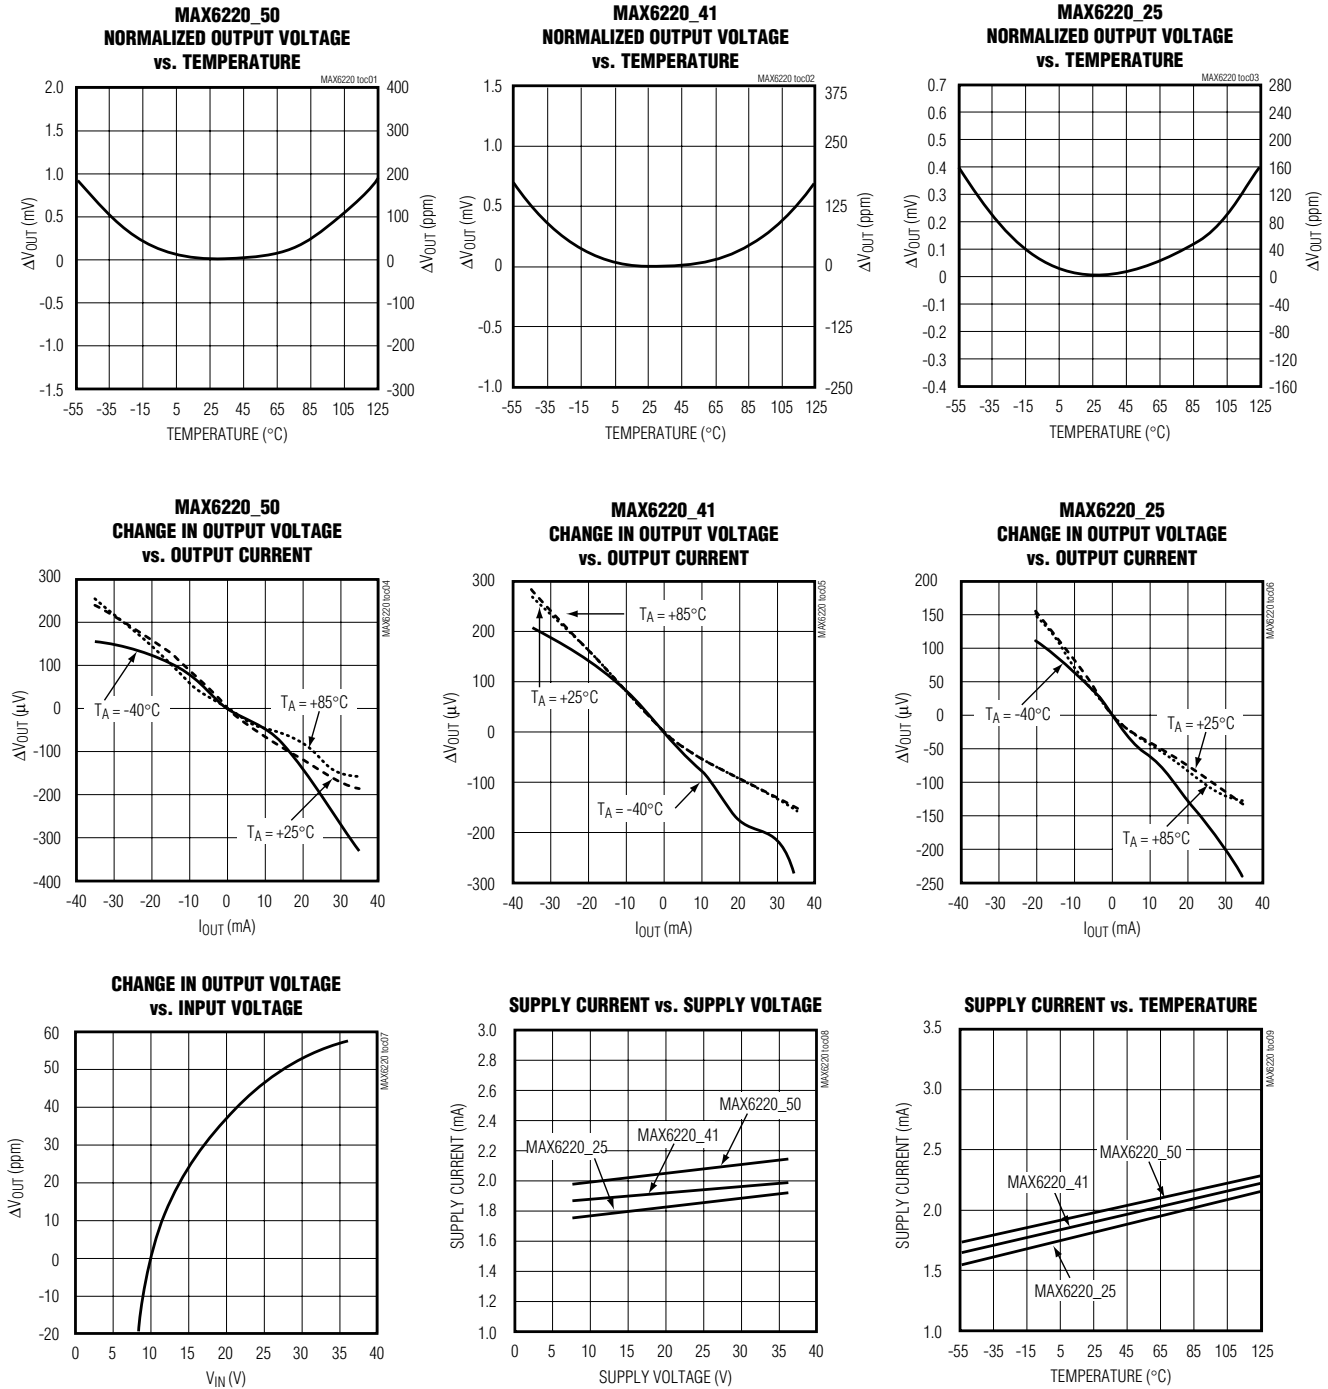 MAX6220_50
NORMALIZED OUTPUT VOLTAGE
vs. TEMPERATURE
MAX6220 toc01
2.0
1.5
1.0
0.5
0
-0.5
-1.0
-1.5
ΔVOUT (mV)
400
300
200
100
0
-100
-200
-300
ΔVOUT (ppm)
-55 -35 -15 5 25 45 65 85 105 125
TEMPERATURE (°C)
MAX6220_41
NORMALIZED OUTPUT VOLTAGE
vs. TEMPERATURE
MAX6220 toc02
1.5
1.0
0.5
0
-0.5
-1.0
ΔVOUT (mV)
375
250
125
0
-125
-250
ΔVOUT (ppm)
-55 -35 -15 5 25 45 65 85 105 125
TEMPERATURE (°C)
MAX6220_25
NORMALIZED OUTPUT VOLTAGE
vs. TEMPERATURE
MAX6220 toc03
0.7
0.6
0.5
0.4
0.3
0.2
0.1
0
-0.1
-0.2
-0.3
-0.4
ΔVOUT (mV)
280
240
200
160
120
80
40
0
-40
-80
-120
-160
ΔVOUT (ppm)
-55 -35 -15 5 25 45 65 85 105 125
TEMPERATURE (°C)
MAX6220_50
CHANGE IN OUTPUT VOLTAGE
vs. OUTPUT CURRENT
MAX6220 toc04
300
200
100
0
-100
-200
-300
-400
ΔVOUT (μV)
TA = -40°C
TA = +85°C
TA = +25°C
-40 -30 -20 -10 0 10 20 30 40
IOUT (mA)
MAX6220_41
CHANGE IN OUTPUT VOLTAGE
vs. OUTPUT CURRENT
MAX6220 toc05
300
200
100
0
-100
-200
-300
ΔVOUT (μV)
TA = +85°C
TA = +25°C
TA = -40°C
-40 -30 -20 -10 0 10 20 30 40
IOUT (mA)
MAX6220_25
CHANGE IN OUTPUT VOLTAGE
vs. OUTPUT CURRENT
MAX6220 toc06
200
150
100
50
0
-50
-100
-150
-200
-250
ΔVOUT (μV)
TA = -40°C
TA = +25°C
TA = +85°C
-40 -30 -20 -10 0 10 20 30 40
IOUT (mA)
CHANGE IN OUTPUT VOLTAGE
vs. INPUT VOLTAGE
MAX6220 toc07
60
50
40
30
20
10
0
-10
-20
ΔVOUT (ppm)
0 5 10 15 20 25 30 35 40
VIN (V)
SUPPLY CURRENT vs. SUPPLY VOLTAGE
MAX6220 toc08
3.0
2.8
2.6
2.4
2.2
2.0
1.8
1.6
1.4
1.2
1.0
SUPPLY CURRENT (mA)
MAX6220_50
MAX6220_41
MAX6220_25
0 5 10 15 20 25 30 35 40
SUPPLY VOLTAGE (V)
SUPPLY CURRENT vs. TEMPERATURE
MAX6220 toc09
3.5
3.0
2.5
2.0
1.5
1.0
SUPPLY CURRENT (mA)
MAX6220_50
MAX6220_41
MAX6220_25
-55 -35 -15 5 25 45 65 85 105 125
TEMPERATURE (°C)